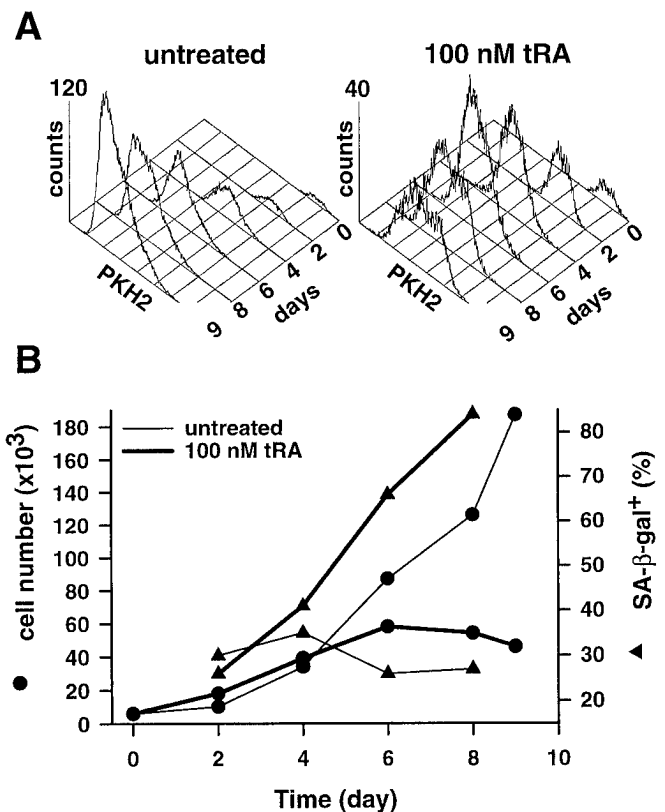 A
untreated
100 nM tRA
120
counts
PKH2
9 8 6 4 2 0
days
40
counts
PKH2
9 8 6 4 2 0
days
B
untreated
100 nM tRA
cell number (x10³)
180
160
140
120
100
80
60
40
20
0
SA-β-gal⁺ (%)
80
70
60
50
40
30
20
0 2 4 6 8 10
Time (day)